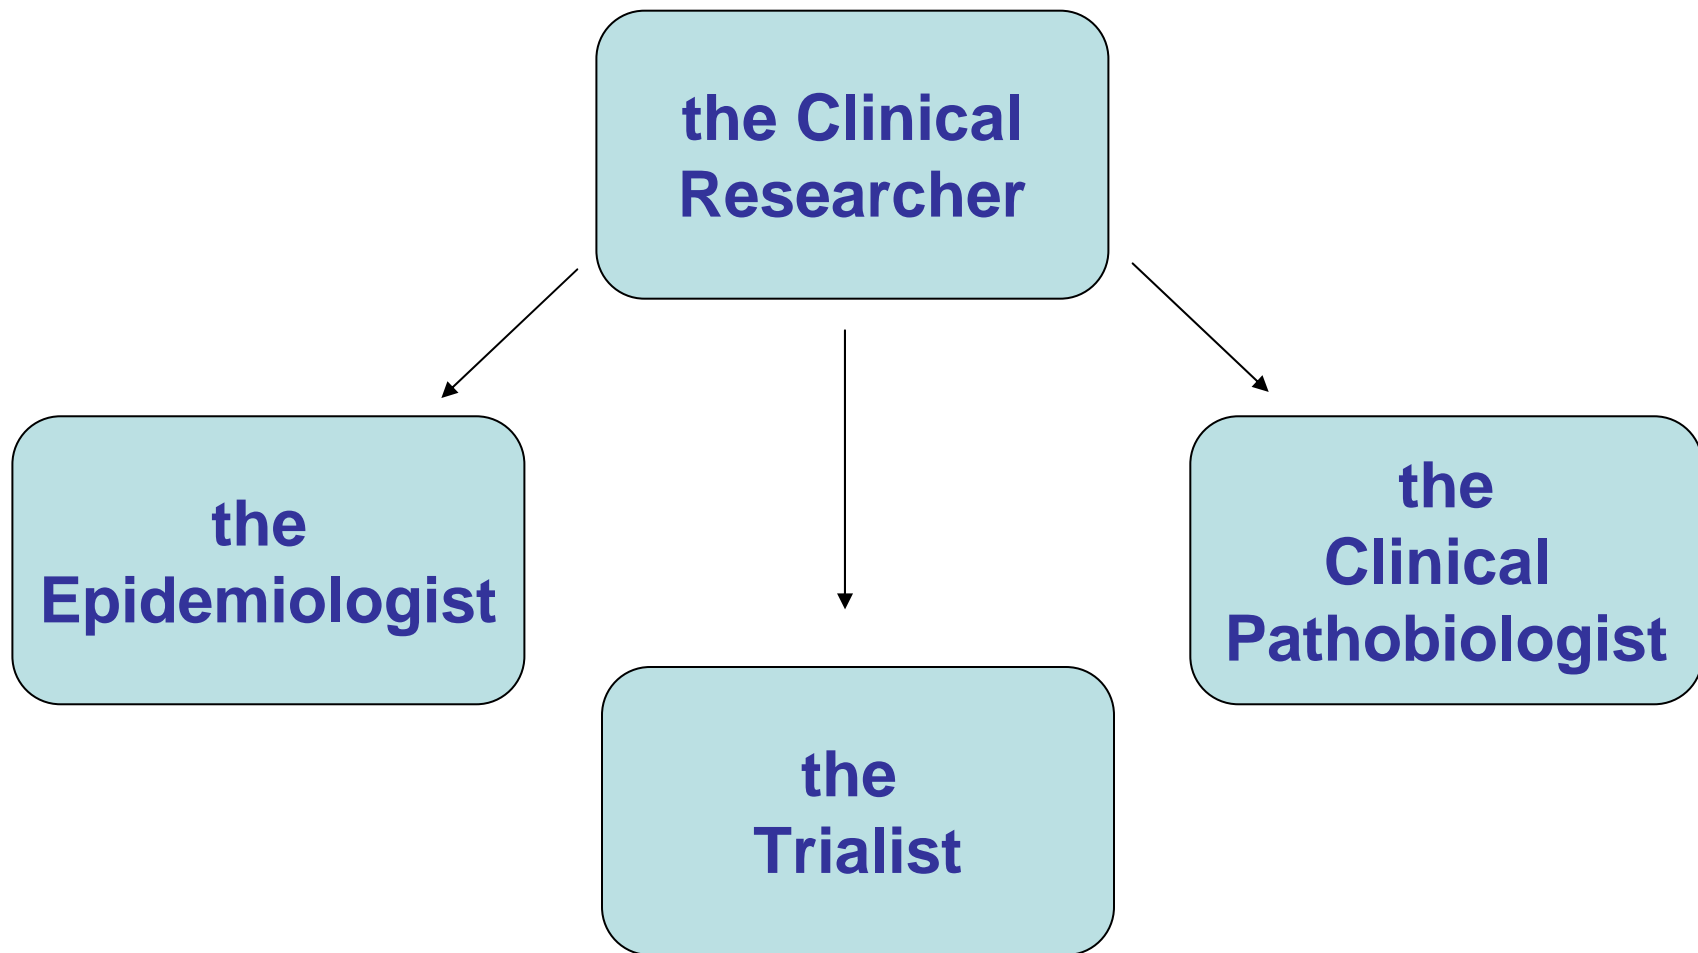 the Clinical
Researcher
the
Epidemiologist
the
Clinical
Pathobiologist
the
Trialist